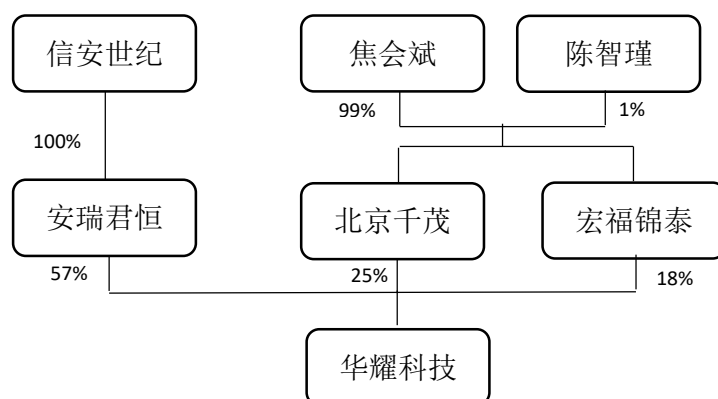 信安世纪
焦会斌
陈智瑾
99%
1%
100%
安瑞君恒
北京千茂
宏福锦泰
57%
25%
18%
华耀科技